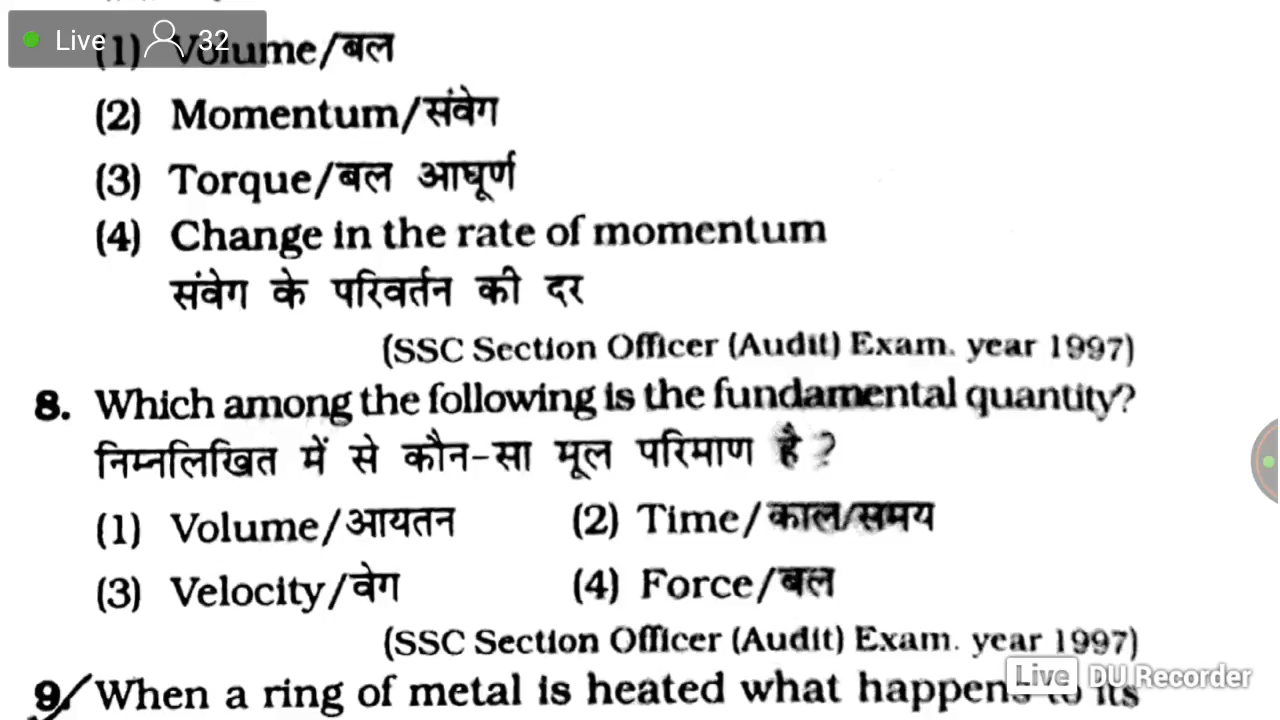 Live 32
(1) Volume/बल
(2) Momentum/संवेग
(3) Torque/बल आघूर्ण
(4) Change in the rate of momentum
संवेग के परिवर्तन की दर
(SSC Section Officer (Audit) Exam. year 1997)
8. Which among the following is the fundamental quantity?
निम्नलिखित में से कौन-सा मूल परिमाण है ?
(1) Volume/आयतन (2) Time/काल/समय
(3) Velocity/वेग (4) Force/बल
(SSC Section Officer (Audit) Exam. year 1997)
9. When a ring of metal is heated what happens to its
Live DU Recorder